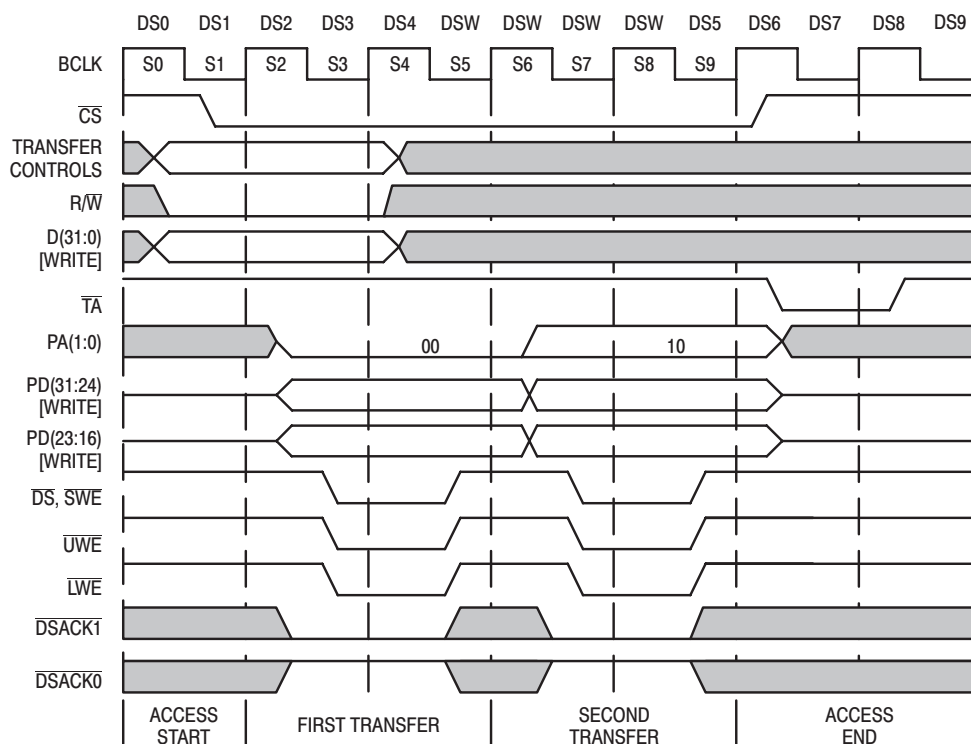 DS0 DS1 DS2 DS3 DS4 DSW DSW DSW DSW DS5 DS6 DS7 DS8 DS9
BCLK S0 S1 S2 S3 S4 S5 S6 S7 S8 S9
CS
TRANSFER
CONTROLS
R/W
D(31:0)
[WRITE]
TA
PA(1:0) 00 10
PD(31:24)
[WRITE]
PD(23:16)
[WRITE]
DS, SWE
UWE
LWE
DSACK1
DSACK0
ACCESS
START
FIRST TRANSFER
SECOND
TRANSFER
ACCESS
END